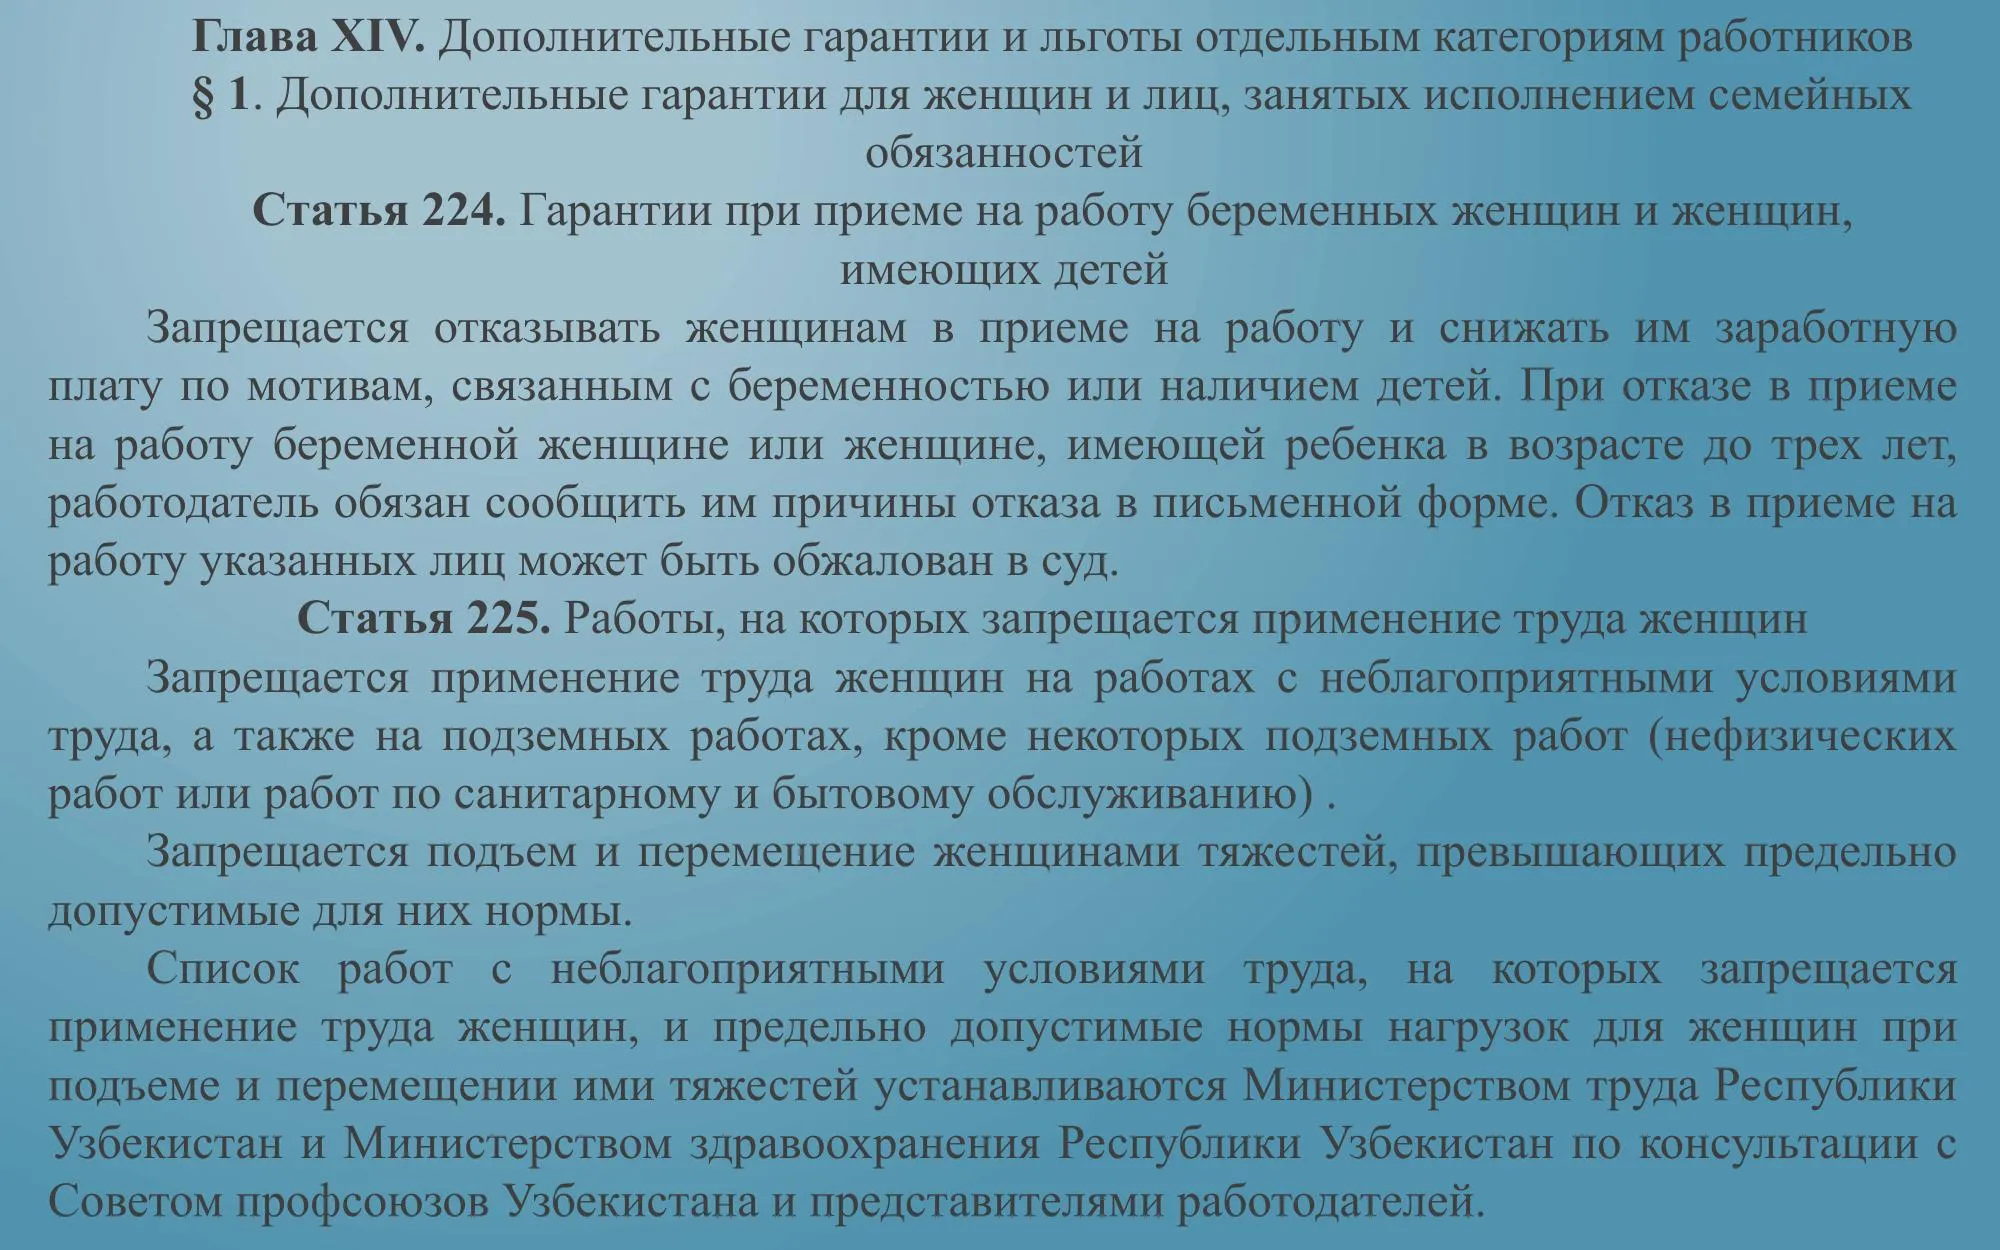 Глава XIV. Дополнительные гарантии и льготы отдельным категориям работников
§ 1. Дополнительные гарантии для женщин и лиц, занятых исполнением семейных
обязанностей
Статья 224. Гарантии при приеме на работу беременных женщин и женщин,
имеющих детей
Запрещается отказывать женщинам в приеме на работу и снижать им заработную
плату по мотивам, связанным с беременностью или наличием детей. При отказе в приеме
на работу беременной женщине или женщине, имеющей ребенка в возрасте до трех лет,
работодатель обязан сообщить им причины отказа в письменной форме. Отказ в приеме на
работу указанных лиц может быть обжалован в суд.
Статья 225. Работы, на которых запрещается применение труда женщин
Запрещается применение труда женщин на работах с неблагоприятными условиями
труда, а также на подземных работах, кроме некоторых подземных работ (нефизических
работ или работ по санитарному и бытовому обслуживанию) .
Запрещается подъем и перемещение женщинами тяжестей, превышающих предельно
допустимые для них нормы.
Список работ с неблагоприятными условиями труда, на которых запрещается
применение труда женщин, и предельно допустимые нормы нагрузок для женщин при
подъеме и перемещении ими тяжестей устанавливаются Министерством труда Республики
Узбекистан и Министерством здравоохранения Республики Узбекистан по консультации с
Советом профсоюзов Узбекистана и представителями работодателей.